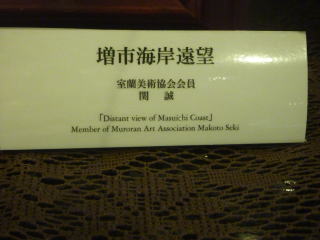 増市海岸遠望
室蘭美術協会会員
関　誠
「Distant view of Masuichi Coast」
Member of Muroran Art Association Makoto Seki